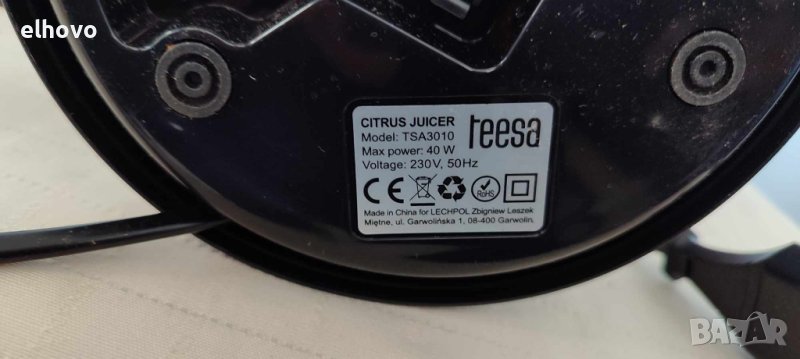 elhovo
CITRUS JUICER
Model: TSA3010
Max power: 40 W
Voltage: 230V, 50Hz
teesa
CE
RoHS
Made in China for LECHPOL Zbigniew Leszek
Miętne, ul. Garwolińska 1, 08-400 Garwolin.
BAZAR